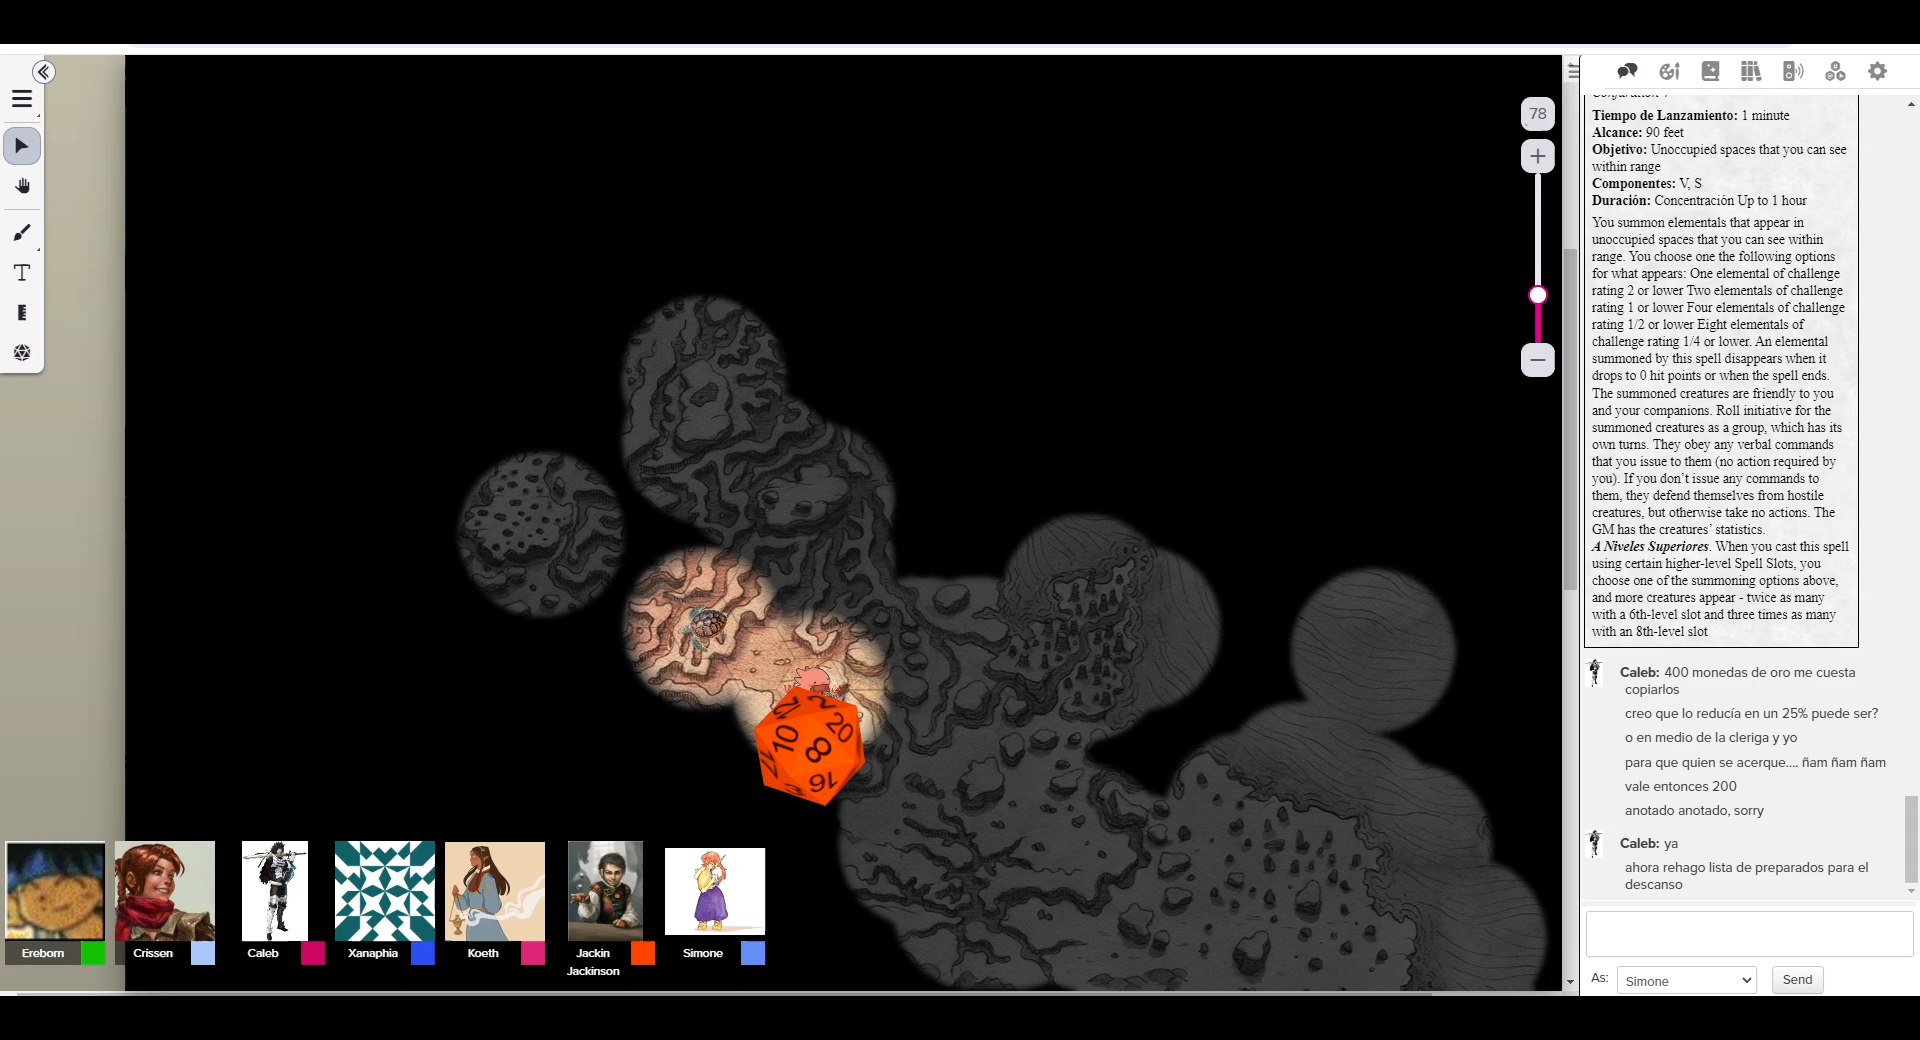 78
Tiempo de Lanzamiento: 1 minute
Alcance: 90 feet
Objetivo: Unoccupied spaces that you can see
within range
Componentes: V, S
Duración: Concentración Up to 1 hour
You summon elementals that appear in
unoccupied spaces that you can see within
range. You choose one the following options
for what appears: One elemental of challenge
rating 2 or lower Two elementals of challenge
rating 1 or lower Four elementals of challenge
rating 1/2 or lower Eight elementals of
challenge rating 1/4 or lower. An elemental
summoned by this spell disappears when it
drops to 0 hit points or when the spell ends.
The summoned creatures are friendly to you
and your companions. Roll initiative for the
summoned creatures as a group, which has its
own turns. They obey any verbal commands
that you issue to them (no action required by
you). If you don’t issue any commands to
them, they defend themselves from hostile
creatures, but otherwise take no actions. The
GM has the creatures’ statistics.
A Niveles Superiores. When you cast this spell
using certain higher-level Spell Slots, you
choose one of the summoning options above,
and more creatures appear - twice as many
with a 6th-level slot and three times as many
with an 8th-level slot
Caleb: 400 monedas de oro me cuesta
copiarlos
creo que lo reducía en un 25% puede ser?
o en medio de la cleriga y yo
para que quien se acerque.... ñam ñam ñam
vale entonces 200
anotado anotado, sorry
Caleb: ya
ahora rehago lista de preparados para el
descanso
As: Simone Send
12 2
10 20
8
16
Ereborn Crissen Caleb Xanaphia Koeth Jackin Simone
Jackinson